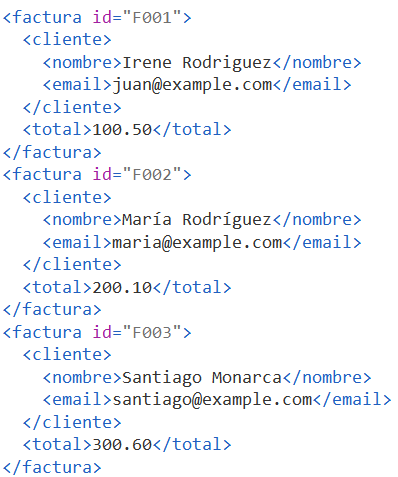 <factura id="F001">
  <cliente>
    <nombre>Irene Rodriguez</nombre>
    <email>juan@example.com</email>
  </cliente>
  <total>100.50</total>
</factura>
<factura id="F002">
  <cliente>
    <nombre>María Rodríguez</nombre>
    <email>maria@example.com</email>
  </cliente>
  <total>200.10</total>
</factura>
<factura id="F003">
  <cliente>
    <nombre>Santiago Monarca</nombre>
    <email>santiago@example.com</email>
  </cliente>
  <total>300.60</total>
</factura>